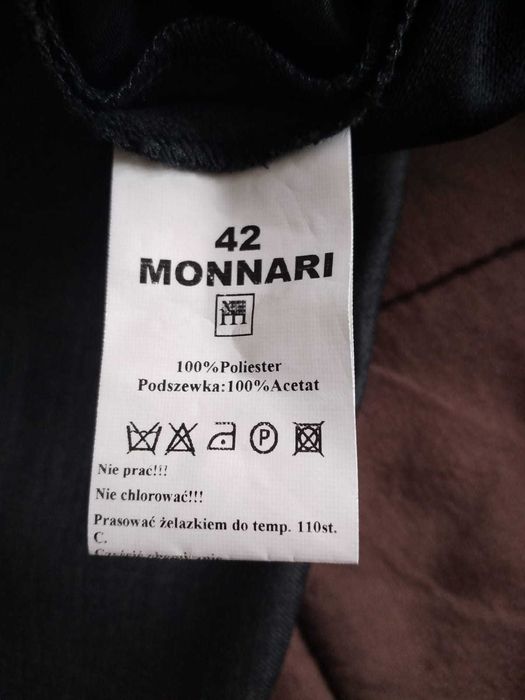 42
MONNARI
100%Poliester
Podszewka:100%Acetat
P
Nie prać!!!
Nie chlorować!!!
Prasować żelazkiem do temp. 110st.
C.